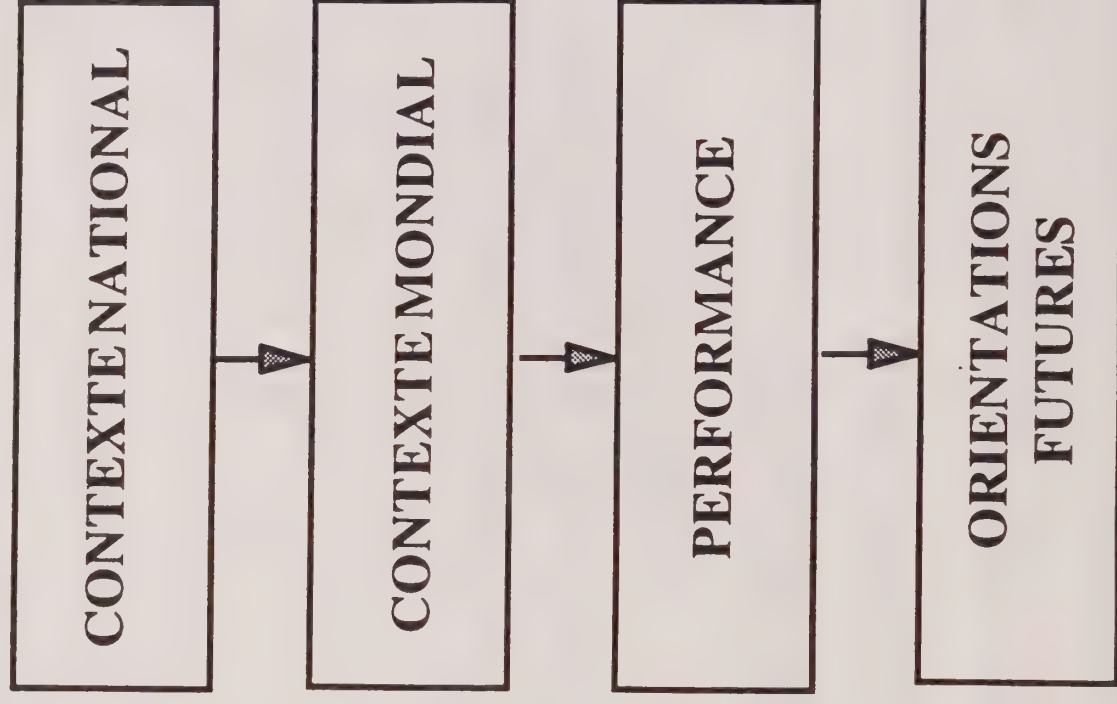 CONTEXTE NATIONAL
CONTEXTE MONDIAL
PERFORMANCE
ORIENTATIONS
FUTURES